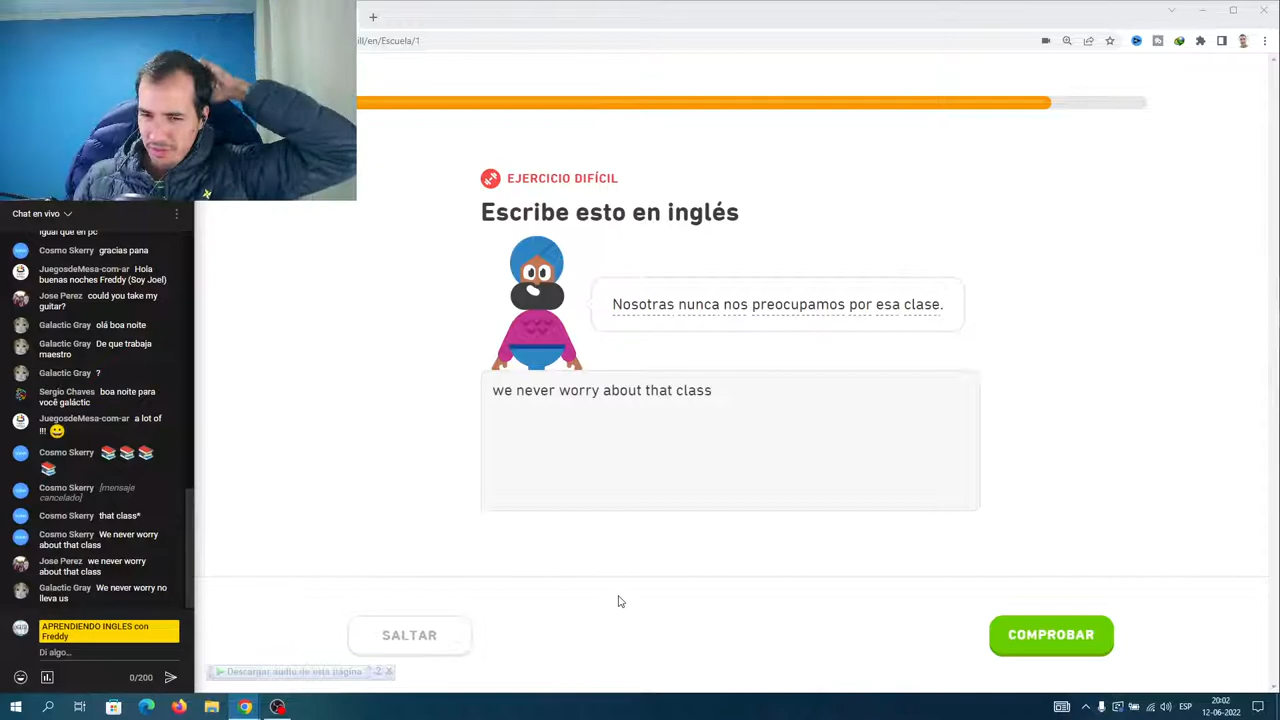 ill/en/Escuela/1
EJERCICIO DIFÍCIL
Escribe esto en inglés
Nosotras nunca nos preocupamos por esa clase.
we never worry about that class
SALTAR
COMPROBAR
Descargar audio de esta página
? X
Chat en vivo
igual que en pc
Cosmo Skerry gracias pana
JuegosdeMesa-com-ar Hola
buenas noches Freddy (Soy Joel)
Jose Perez could you take my
guitar?
Galactic Gray olá boa noite
Galactic Gray De que trabaja
maestro
Galactic Gray ?
Sergio Chaves boa noite para
você galáctic
JuegosdeMesa-com-ar a lot of
!!! 😀
Cosmo Skerry 📚 📚 📚
📚
Cosmo Skerry [mensaje
cancelado]
Cosmo Skerry that class*
Cosmo Skerry We never worry
about that class
Jose Perez we never worry
about that class
Galactic Gray We never worry no
lleva us
APRENDIENDO INGLES con
Freddy
Di algo...
0/200
ESP
20:02
12-06-2022